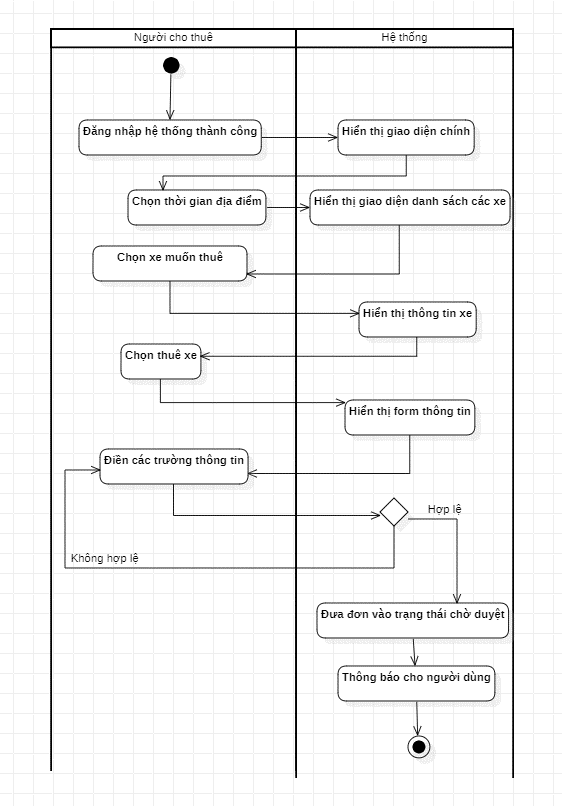 Người cho thuê
Hệ thống
Đăng nhập hệ thống thành công
Hiển thị giao diện chính
Chọn thời gian địa điểm
Hiển thị giao diện danh sách các xe
Chọn xe muốn thuê
Hiển thị thông tin xe
Chọn thuê xe
Hiển thị form thông tin
Điền các trường thông tin
Hợp lệ
Không hợp lệ
Đưa đơn vào trạng thái chờ duyệt
Thông báo cho người dùng